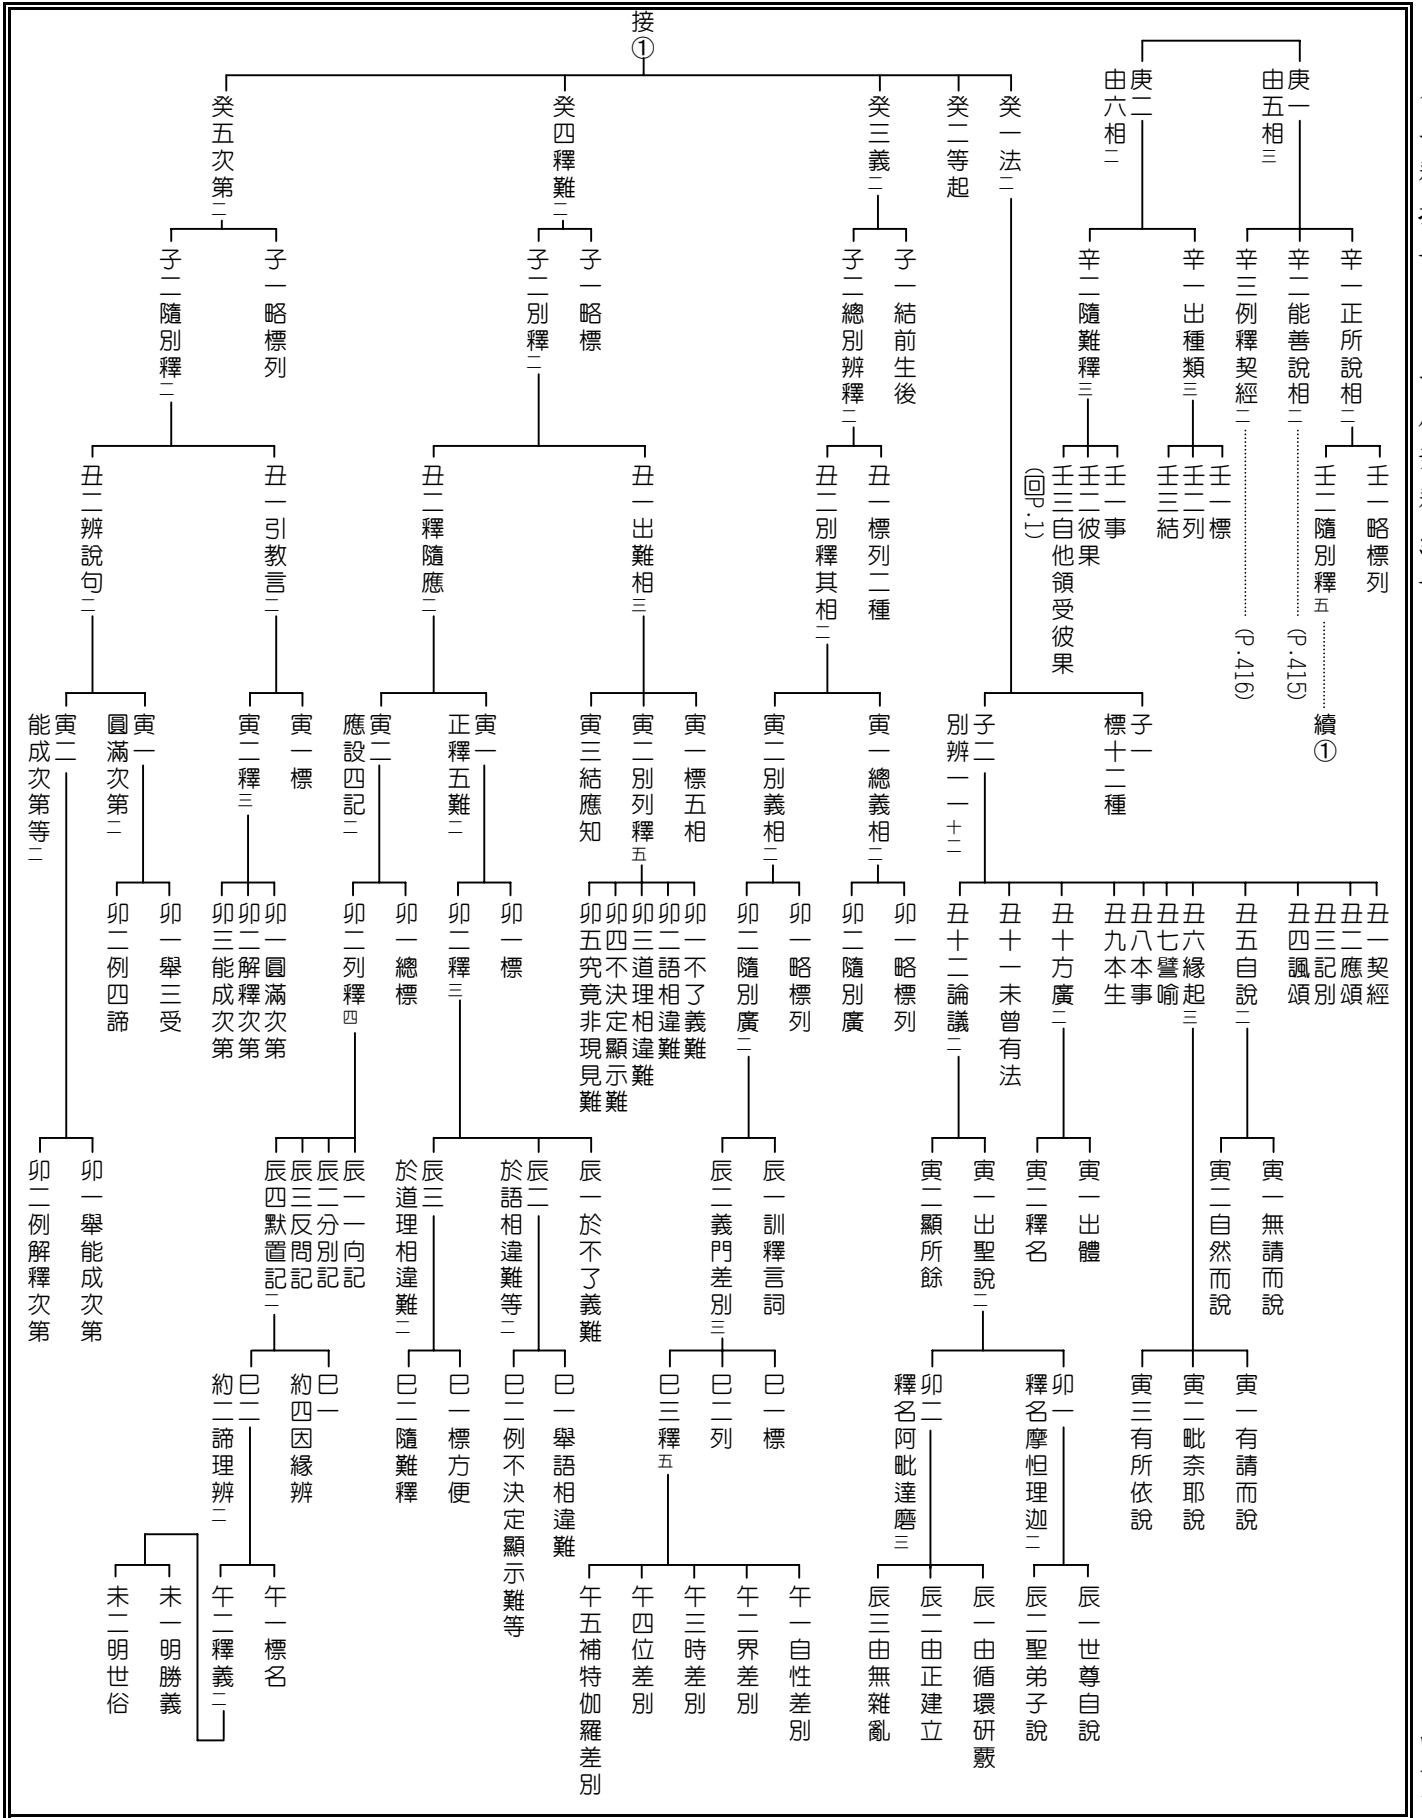 庚一
由五相三
庚二
由六相二
辛一正所說相二
辛二能善說相二
(P.415)
辛三例釋契經二
(P.416)
辛一出種類三
辛二隨難釋三
壬一略標列
壬二隨別釋五
續①
壬一標
壬二列
壬三結
壬一事
壬二彼果
壬三自他領受彼果
(回P.1)
接①
癸一法二
癸二等起
癸三義二
癸四釋難二
癸五次第二
子一結前生後
子二總別辨釋二
子一略標
子二別釋二
子一略標列
子二隨別釋二
丑一標列二種
丑二別釋其相二
丑一出難相三
丑二釋隨應二
丑一引教言二
丑二辨說句二
子一
標十二種
子二
別辨一一十二
寅一總義相二
寅二別義相二
寅一標五相
寅二別列釋五
寅三結應知
寅一
正釋五難二
寅二
應設四記二
寅一標
寅二釋三
寅一
圓滿次第二
寅二
能成次第等二
丑一契經
丑二應頌
丑三記別
丑四諷頌
丑五自說二
丑六緣起三
丑七譬喻
丑八本事
丑九本生
丑十方廣二
丑十一未曾有法
丑十二論議二
卯一略標列
卯二隨別廣
卯一略標列
卯二隨別廣二
卯一不了義難
卯二語相違難
卯三道理相違難
卯四不決定顯示難
卯五究竟非現見難
卯一標
卯二釋三
卯一總標
卯二列釋四
卯一圓滿次第
卯二解釋次第
卯三能成次第
卯一舉三受
卯二例四諦
寅一無請而說
寅二自然而說
寅一出體
寅二釋名
寅一出聖說二
寅二顯所餘
辰一訓釋言詞
辰二義門差別三
辰一於不了義難
辰二
於語相違難等二
辰三
於道理相違難二
辰一一向記
辰二分別記
辰三反問記
辰四默置記二
卯一舉能成次第
卯二例解釋次第
寅一有請而說
寅二毗奈耶說
寅三有所依說
卯一
釋名摩怛理迦二
卯二
釋名阿毗達磨三
巳一標
巳二列
巳三釋五
巳一舉語相違難
巳二例不決定顯示難等
巳一標方便
巳二隨難釋
巳一
約四因緣辨
巳二
約二諦理辨二
辰一世尊自說
辰二聖弟子說
辰一由循環研覈
辰二由正建立
辰三由無雜亂
午一自性差別
午二界差別
午三時差別
午四位差別
午五補特伽羅差別
午一標名
午二釋義二
未一明勝義
未二明世俗